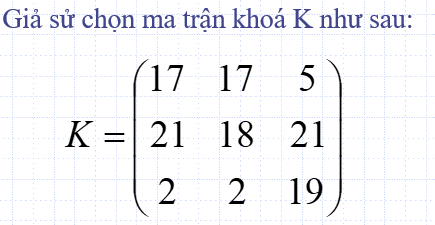 Giả sử chọn ma trận khoá K như sau:
17 17 5
K = 21 18 21
2 2 19